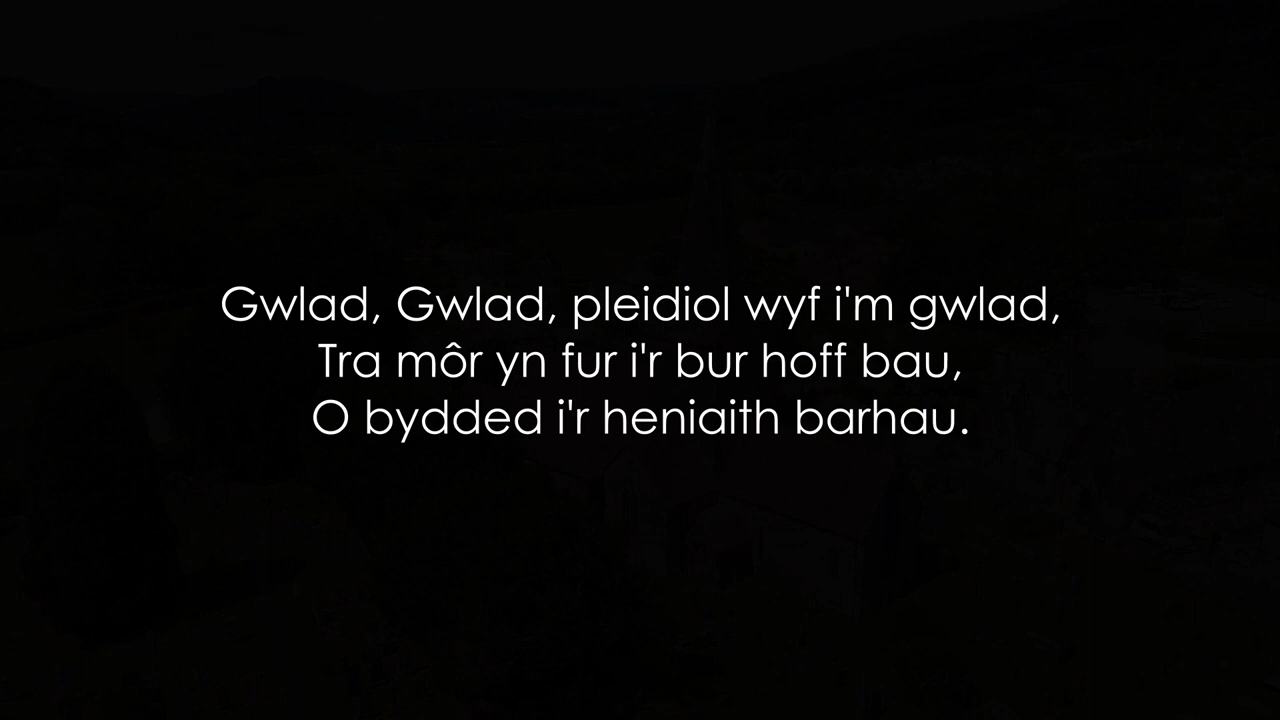 Gwlad, Gwlad, pleidiol wyf i'm gwlad,
Tra môr yn fur i'r bur hoff bau,
O bydded i'r heniaith barhau.